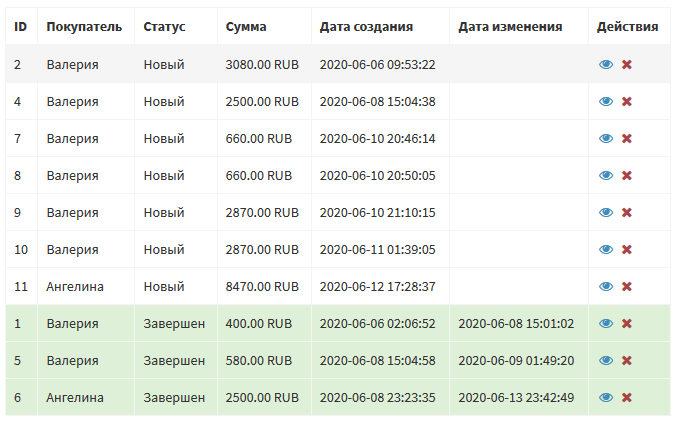 ID Покупатель Статус Сумма Дата создания Дата изменения Действия
2 Валерия Новый 3080.00 RUB 2020-06-06 09:53:22
4 Валерия Новый 2500.00 RUB 2020-06-08 15:04:38
7 Валерия Новый 660.00 RUB 2020-06-10 20:46:14
8 Валерия Новый 660.00 RUB 2020-06-10 20:50:05
9 Валерия Новый 2870.00 RUB 2020-06-10 21:10:15
10 Валерия Новый 2870.00 RUB 2020-06-11 01:39:05
11 Ангелина Новый 8470.00 RUB 2020-06-12 17:28:37
1 Валерия Завершен 400.00 RUB 2020-06-06 02:06:52 2020-06-08 15:01:02
5 Валерия Завершен 580.00 RUB 2020-06-08 15:04:58 2020-06-09 01:49:20
6 Ангелина Завершен 2500.00 RUB 2020-06-08 23:23:35 2020-06-13 23:42:49